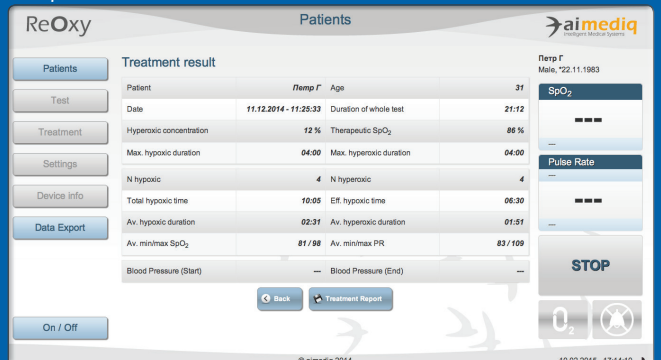 ReOxy
Patients
aimediq
Intelligent Medical Systems
Patients
Test
Treatment
Settings
Device info
Data Export
On / Off
Treatment result
Patient Петр Г Age 31
Date 11.12.2014 - 11:25:33 Duration of whole test 21:12
Hyperoxic concentration 12 % Therapeutic SpO₂ 86 %
Max. hypoxic duration 04:00 Max. hyperoxic duration 04:00
N hypoxic 4 N hyperoxic 4
Total hypoxic time 10:05 Eff. hypoxic time 06:30
Av. hypoxic duration 02:31 Av. hyperoxic duration 01:51
Av. min/max SpO₂ 81 / 98 Av. min/max PR 83 / 109
Blood Pressure (Start) --- Blood Pressure (End) ---
Back Treatment Report
Петр Г
Male, *22.11.1983
SpO₂
---
---
Pulse Rate
---
---
---
STOP
O₂
© aimediq 2014